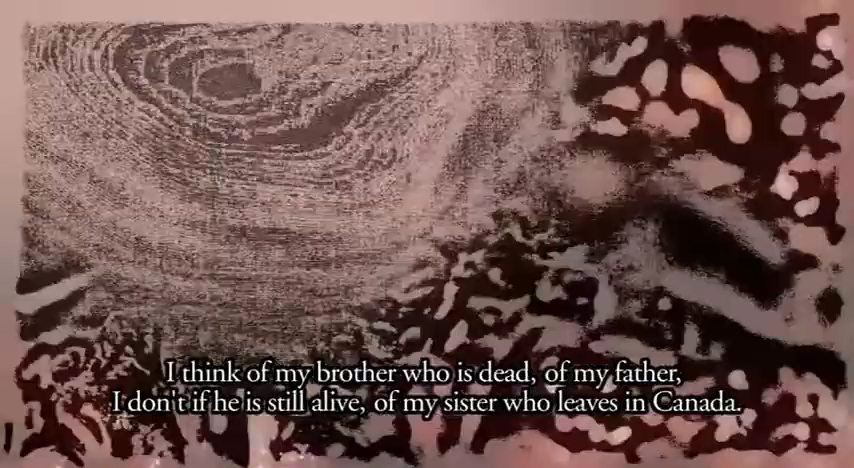 I think of my brother who is dead, of my father,
I don't if he is still alive, of my sister who leaves in Canada.